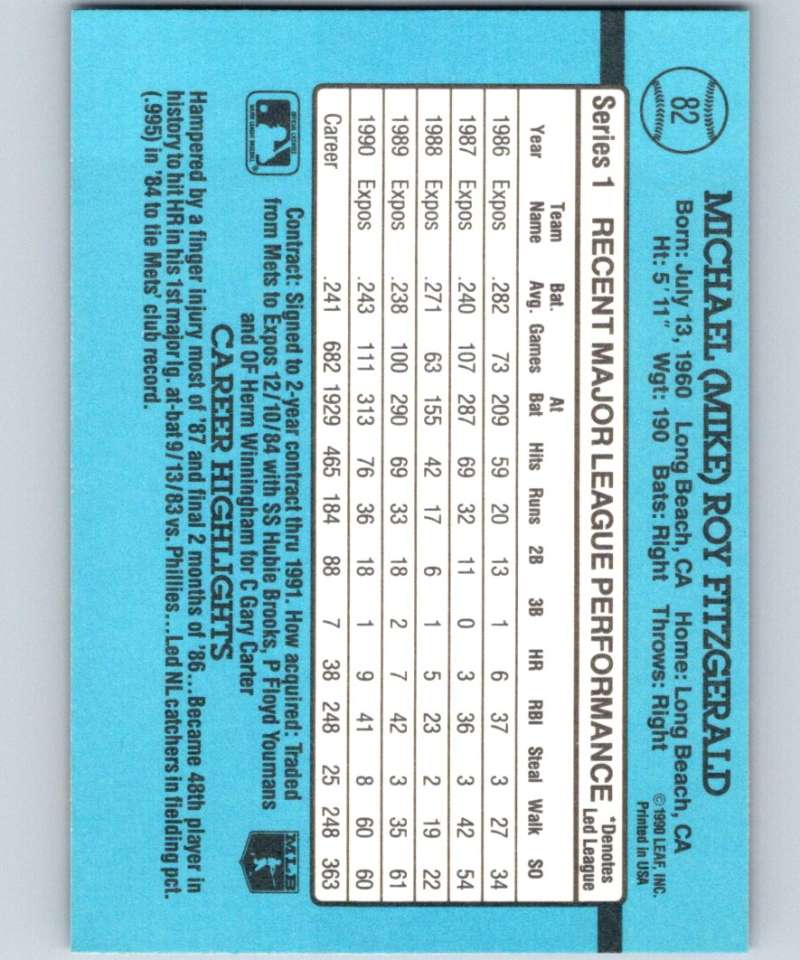 82
MICHAEL (MIKE) ROY FITZGERALD
Born: July 13, 1960 Long Beach, CA Home: Long Beach, CA
Ht: 5'11" Wgt: 190 Bats: Right Throws: Right
© 1990 LEAF, INC.
Printed in USA
Series 1 RECENT MAJOR LEAGUE PERFORMANCE *Denotes Led League
Year Team Name Bat. Avg. Games At Bat Hits Runs 2B 3B HR RBI Steal Walk SO
1986 Expos .282 73 209 59 20 13 1 6 37 3 27 34
1987 Expos .240 107 287 69 32 11 0 3 36 3 42 54
1988 Expos .271 63 155 42 17 6 1 5 23 2 19 22
1989 Expos .238 100 290 69 33 18 2 7 42 3 35 61
1990 Expos .243 111 313 76 36 18 1 9 41 8 60 60
Career .241 682 1929 465 184 88 7 38 248 25 248 363
Contract: Signed to 2-year contract thru 1991. How acquired: Traded
from Mets to Expos 12/10/84 with SS Hubie Brooks, P Floyd Youmans
and OF Herm Winningham for C Gary Carter
MLB
CAREER HIGHLIGHTS
Hampered by a finger injury most of '87 and final 2 months of '86...Became 48th player in
history to hit HR in his 1st major lg. at-bat 9/13/83 vs. Phillies...Led NL catchers in fielding pct.
(.995) in '84 to tie Mets' club record.